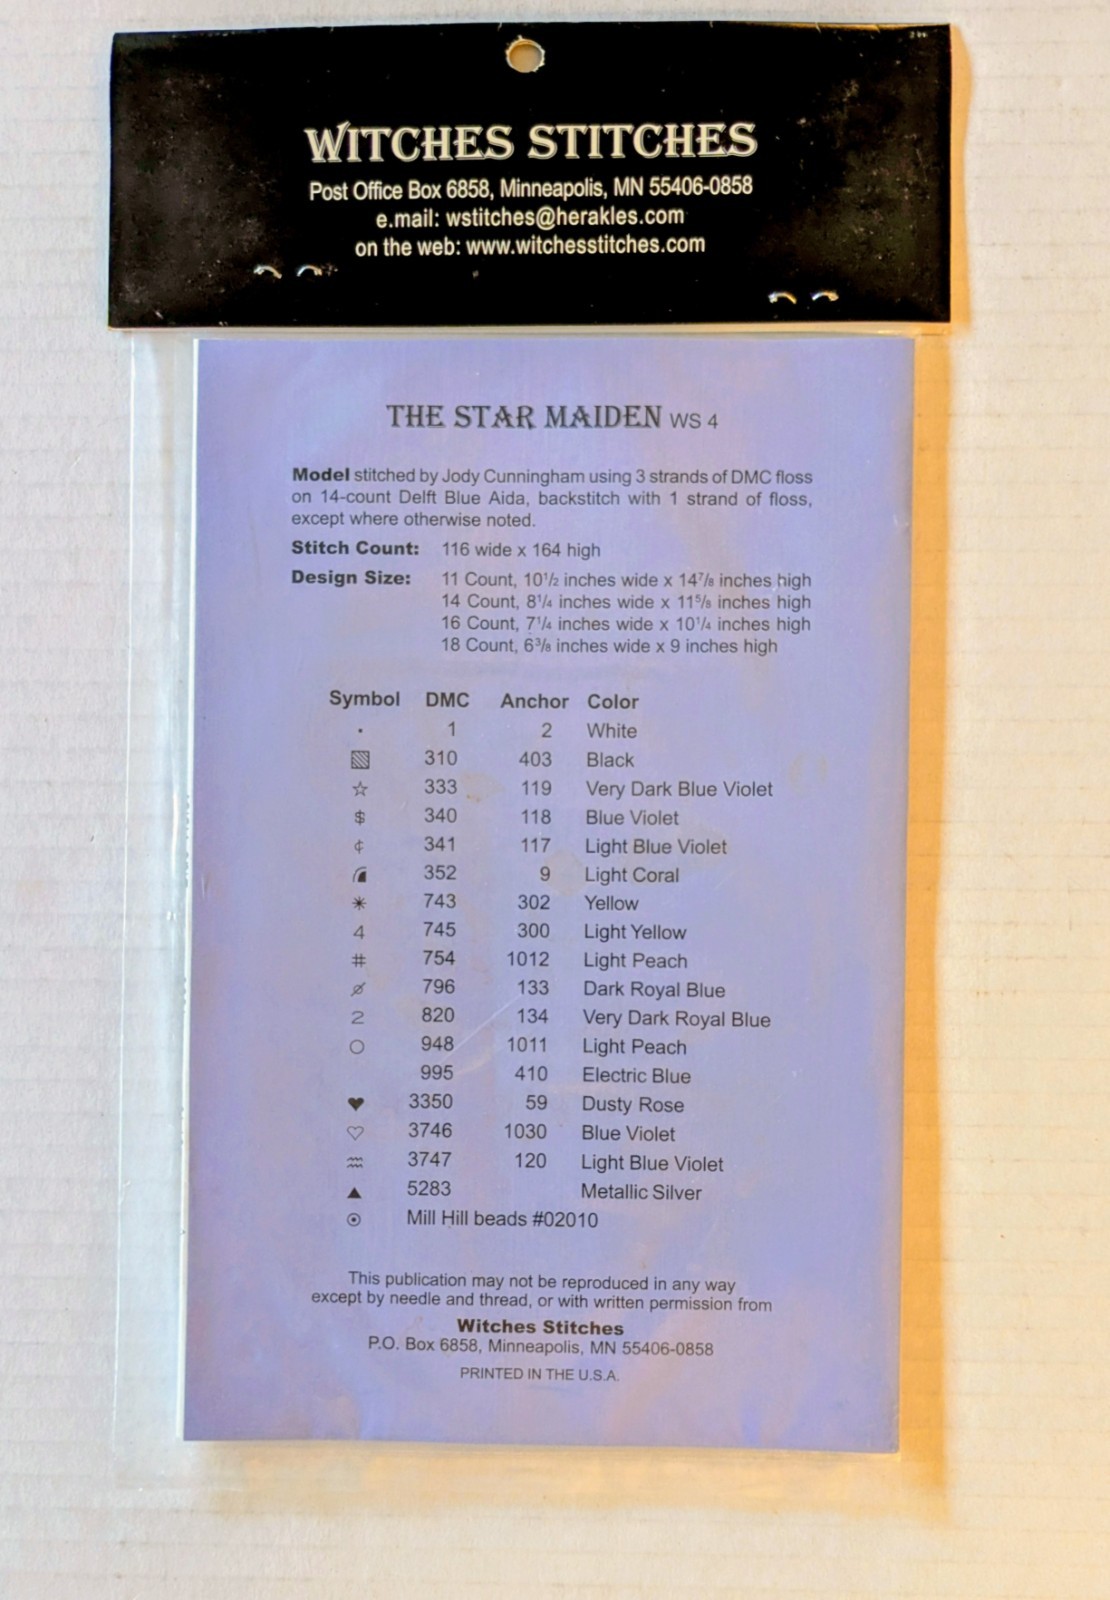 WITCHES STITCHES
Post Office Box 6858, Minneapolis, MN 55406-0858
e.mail: wstitches@herakles.com
on the web: www.witchesstitches.com
THE STAR MAIDEN WS 4
Model stitched by Jody Cunningham using 3 strands of DMC floss
on 14-count Delft Blue Aida, backstitch with 1 strand of floss,
except where otherwise noted.
Stitch Count: 116 wide x 164 high
Design Size: 11 Count, 10½ inches wide x 14⅞ inches high
14 Count, 8¼ inches wide x 11⅝ inches high
16 Count, 7¼ inches wide x 10¼ inches high
18 Count, 6⅜ inches wide x 9 inches high
Symbol DMC Anchor Color
• 1 2 White
▧ 310 403 Black
☆ 333 119 Very Dark Blue Violet
$ 340 118 Blue Violet
¢ 341 117 Light Blue Violet
352 9 Light Coral
✳ 743 302 Yellow
4 745 300 Light Yellow
# 754 1012 Light Peach
ø 796 133 Dark Royal Blue
2 820 134 Very Dark Royal Blue
○ 948 1011 Light Peach
995 410 Electric Blue
♥ 3350 59 Dusty Rose
♡ 3746 1030 Blue Violet
♒ 3747 120 Light Blue Violet
▲ 5283 Metallic Silver
⊙ Mill Hill beads #02010
This publication may not be reproduced in any way
except by needle and thread, or with written permission from
Witches Stitches
P.O. Box 6858, Minneapolis, MN 55406-0858
PRINTED IN THE U.S.A.